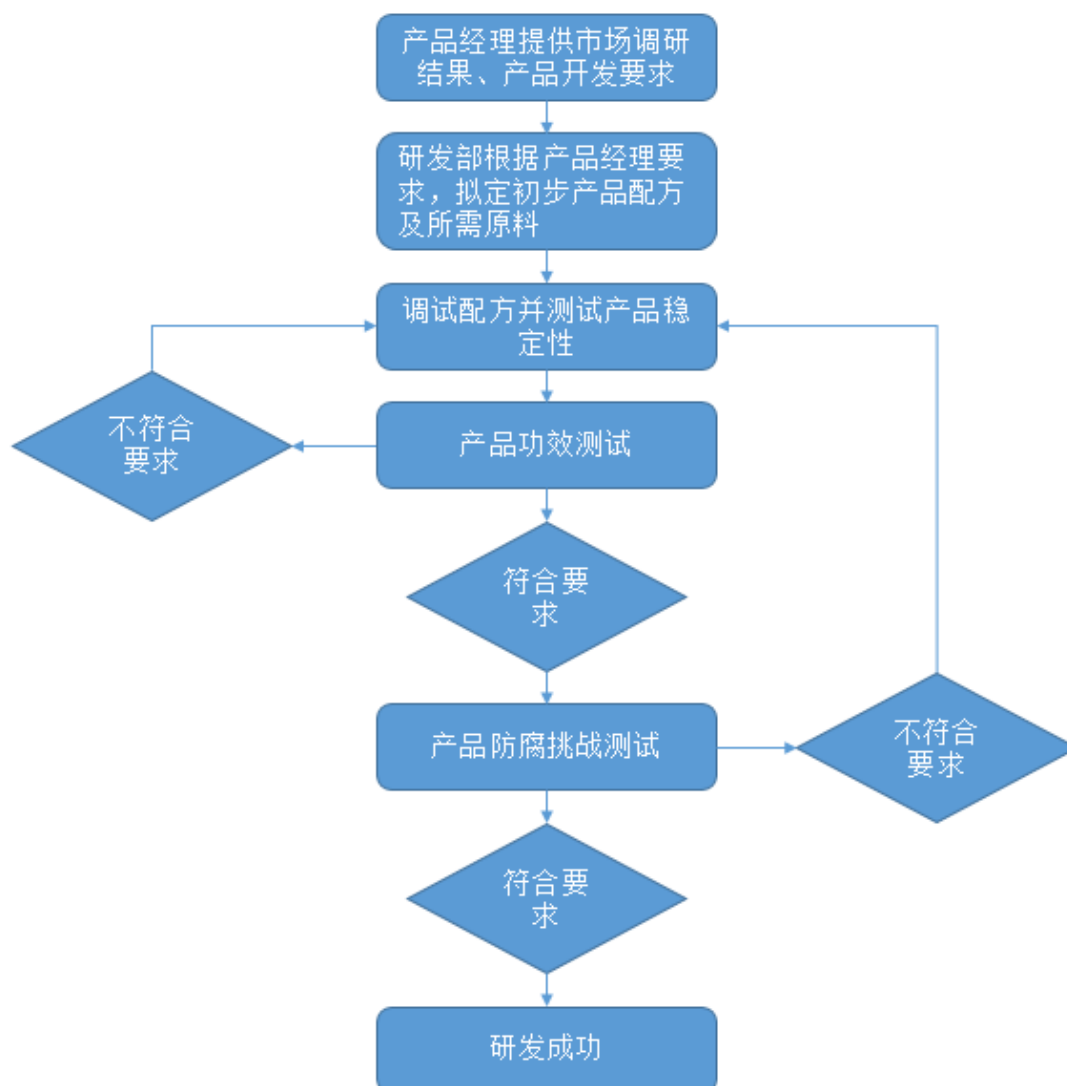 产品经理提供市场调研
结果、产品开发要求
研发部根据产品经理要
求，拟定初步产品配方
及所需原料
调试配方并测试产品稳
定性
不符合
要求
产品功效测试
符合要
求
产品防腐挑战测试
不符合
要求
符合要
求
研发成功